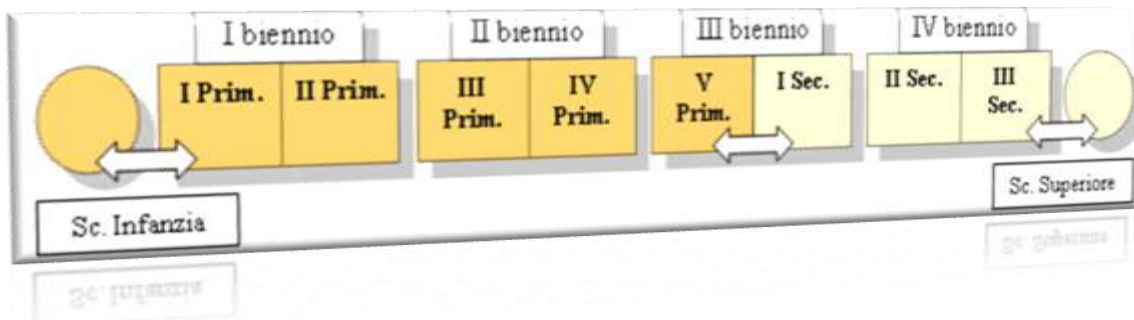 I biennio
II biennio
III biennio
IV biennio
I Prim.
II Prim.
III
Prim.
IV
Prim.
V
Prim.
I Sec.
II Sec.
III
Sec.
Sc. Infanzia
Sc. Superiore